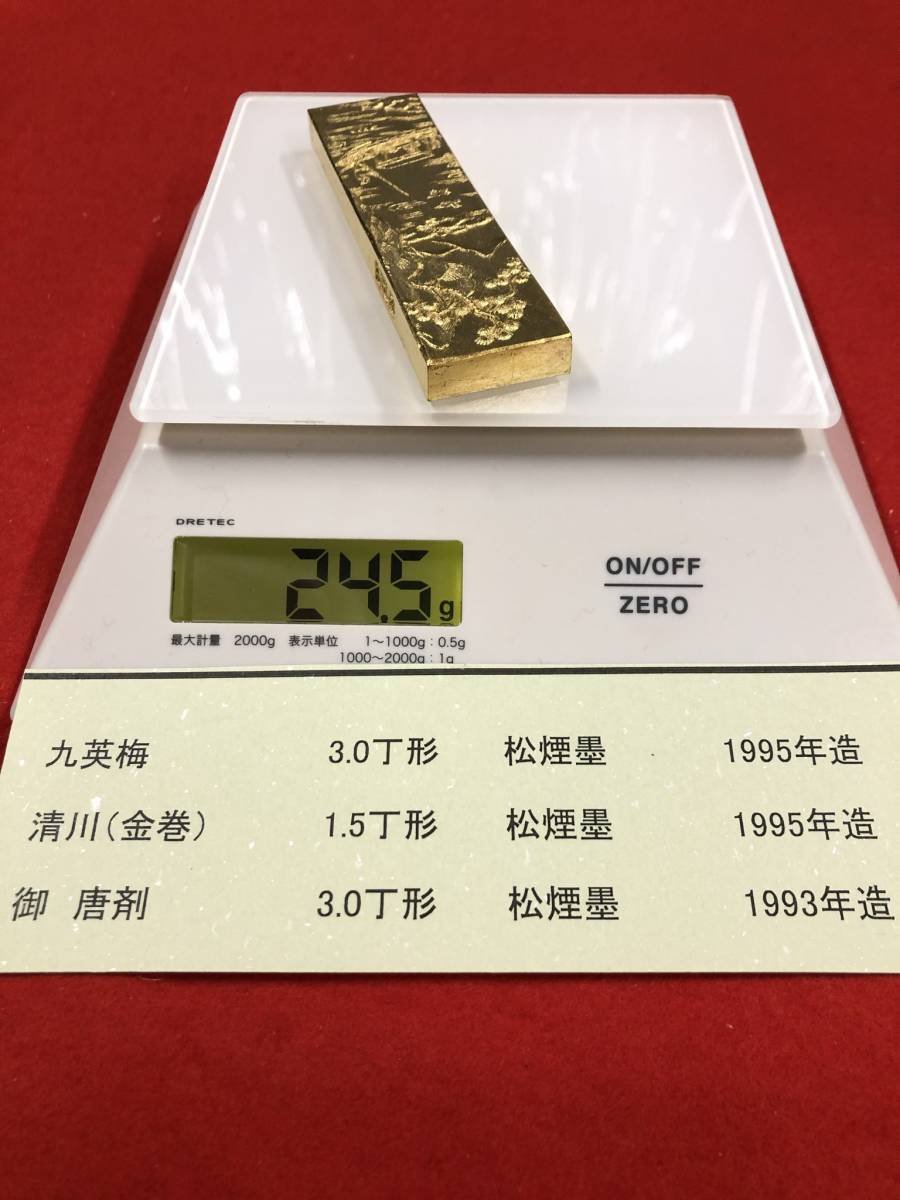 DRETEC
24.5 g
ON/OFF
ZERO
最大計量 2000g 表示単位 1〜1000g:0.5g
1000〜2000g:1g
九英梅 3.0丁形 松煙墨 1995年造
清川(金巻) 1.5丁形 松煙墨 1995年造
御 唐剤 3.0丁形 松煙墨 1993年造